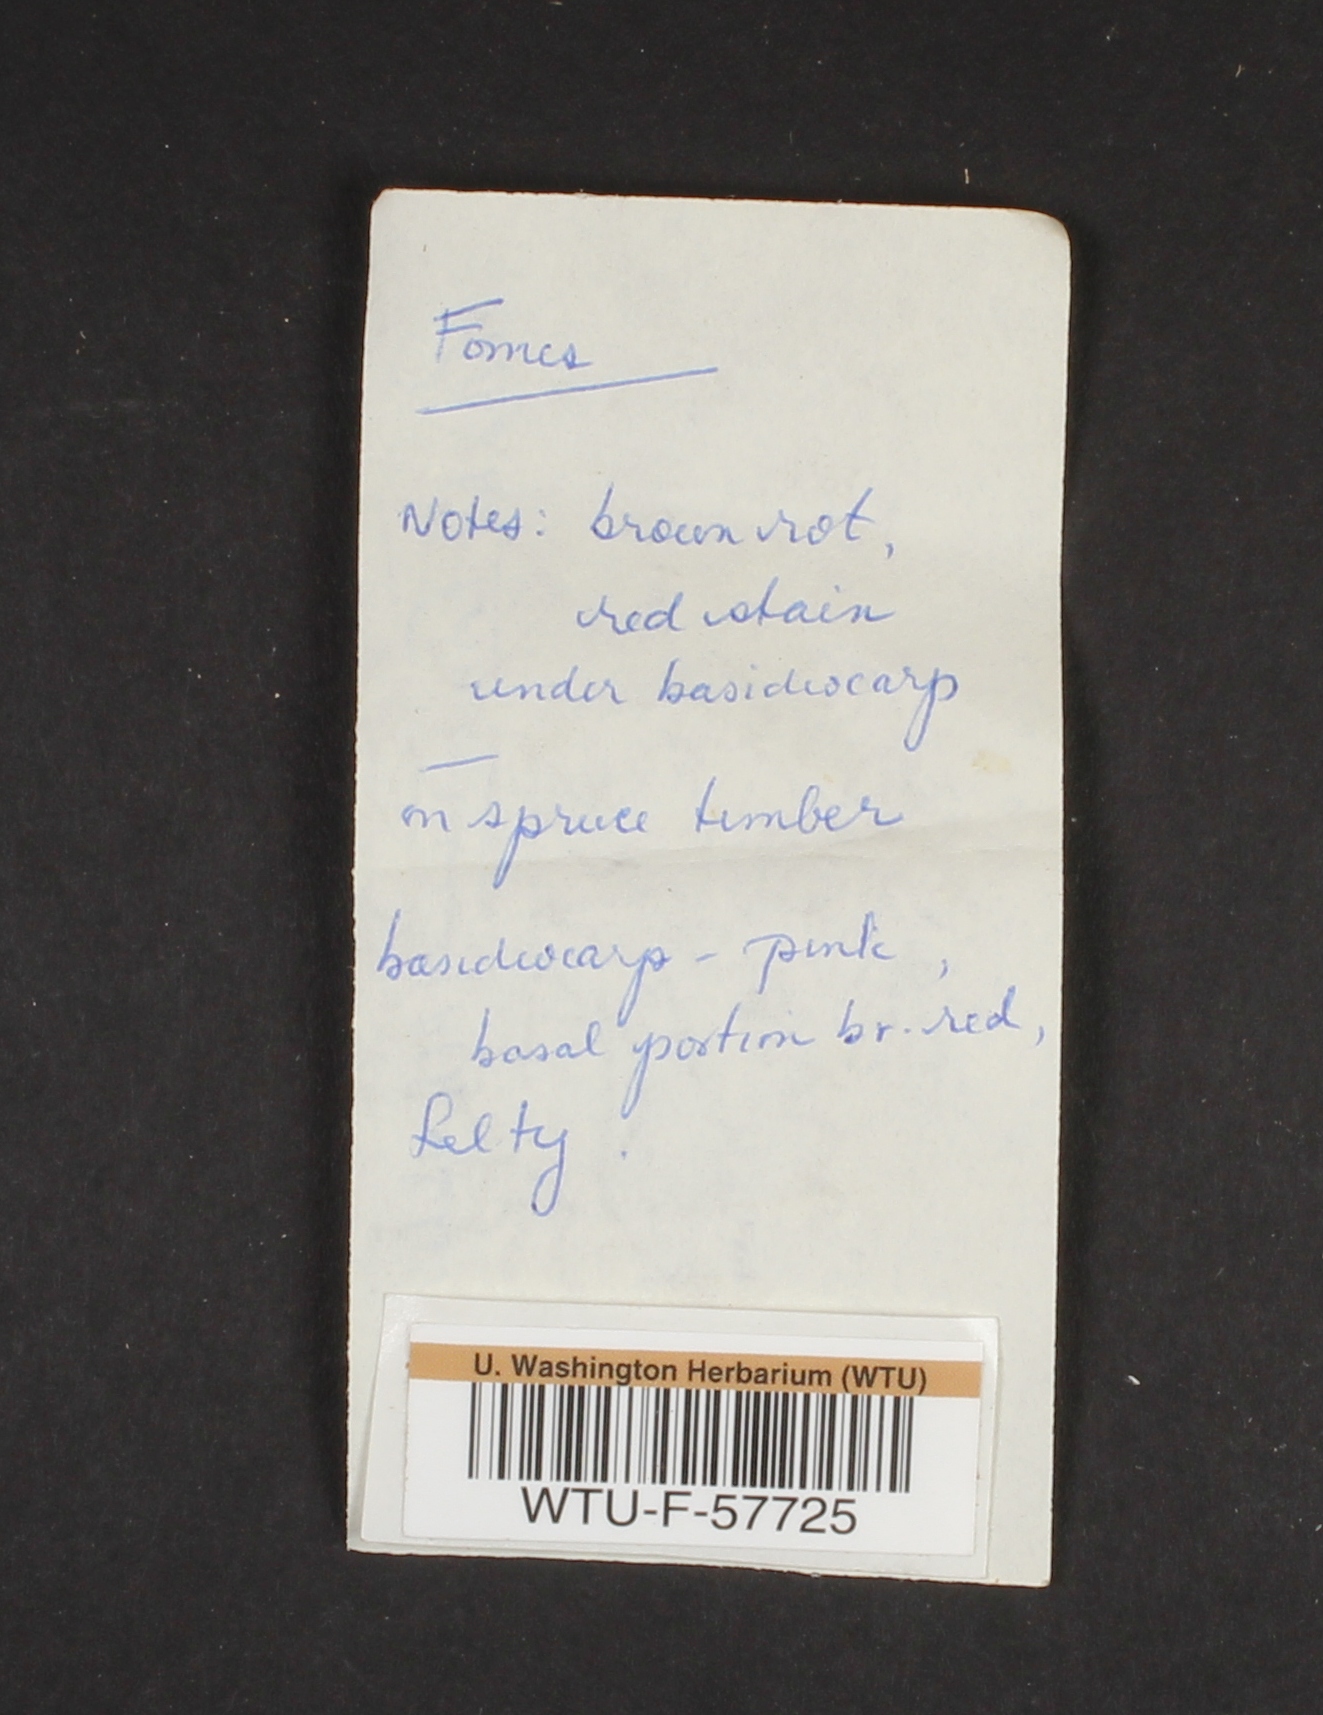 Fomes
Notes: brown rot,
red stain
under basidiocarp
—
on spruce timber
basidiocarp - pink,
basal portion br. red,
felty.
U. Washington Herbarium (WTU)
WTU-F-57725